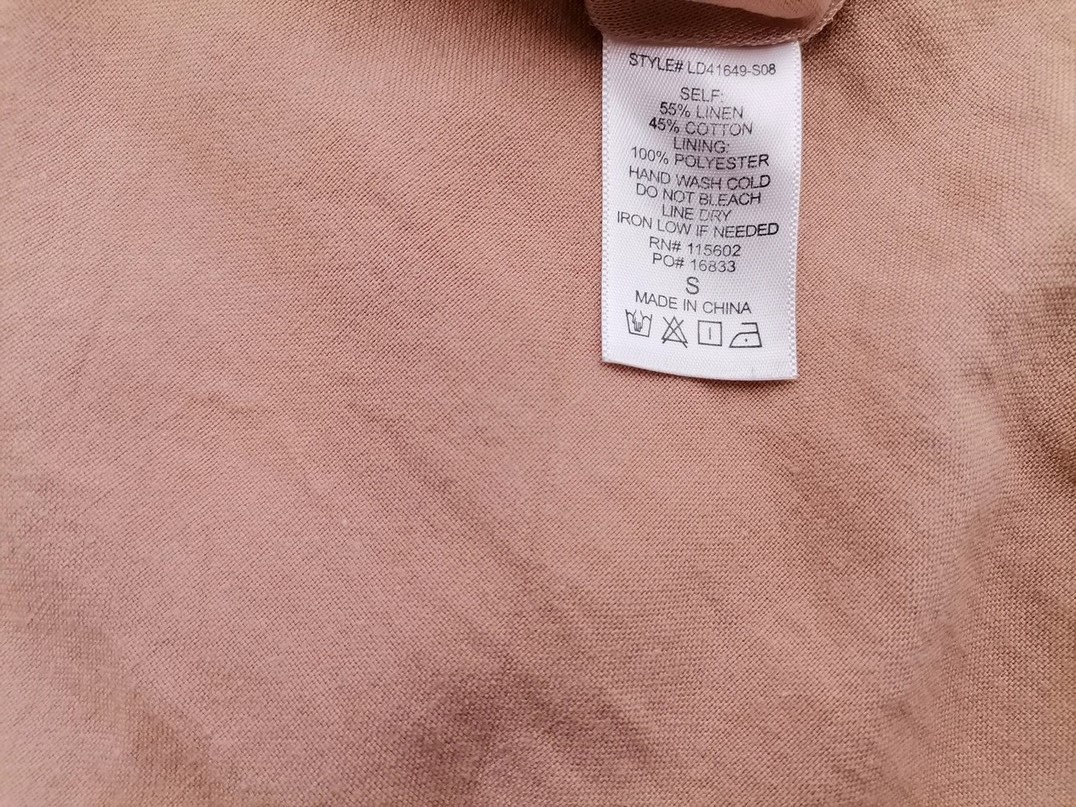 STYLE# LD41649-S08
SELF:
55% LINEN
45% COTTON
LINING:
100% POLYESTER
HAND WASH COLD
DO NOT BLEACH
LINE DRY
IRON LOW IF NEEDED
RN# 115602
PO# 16833
S
MADE IN CHINA